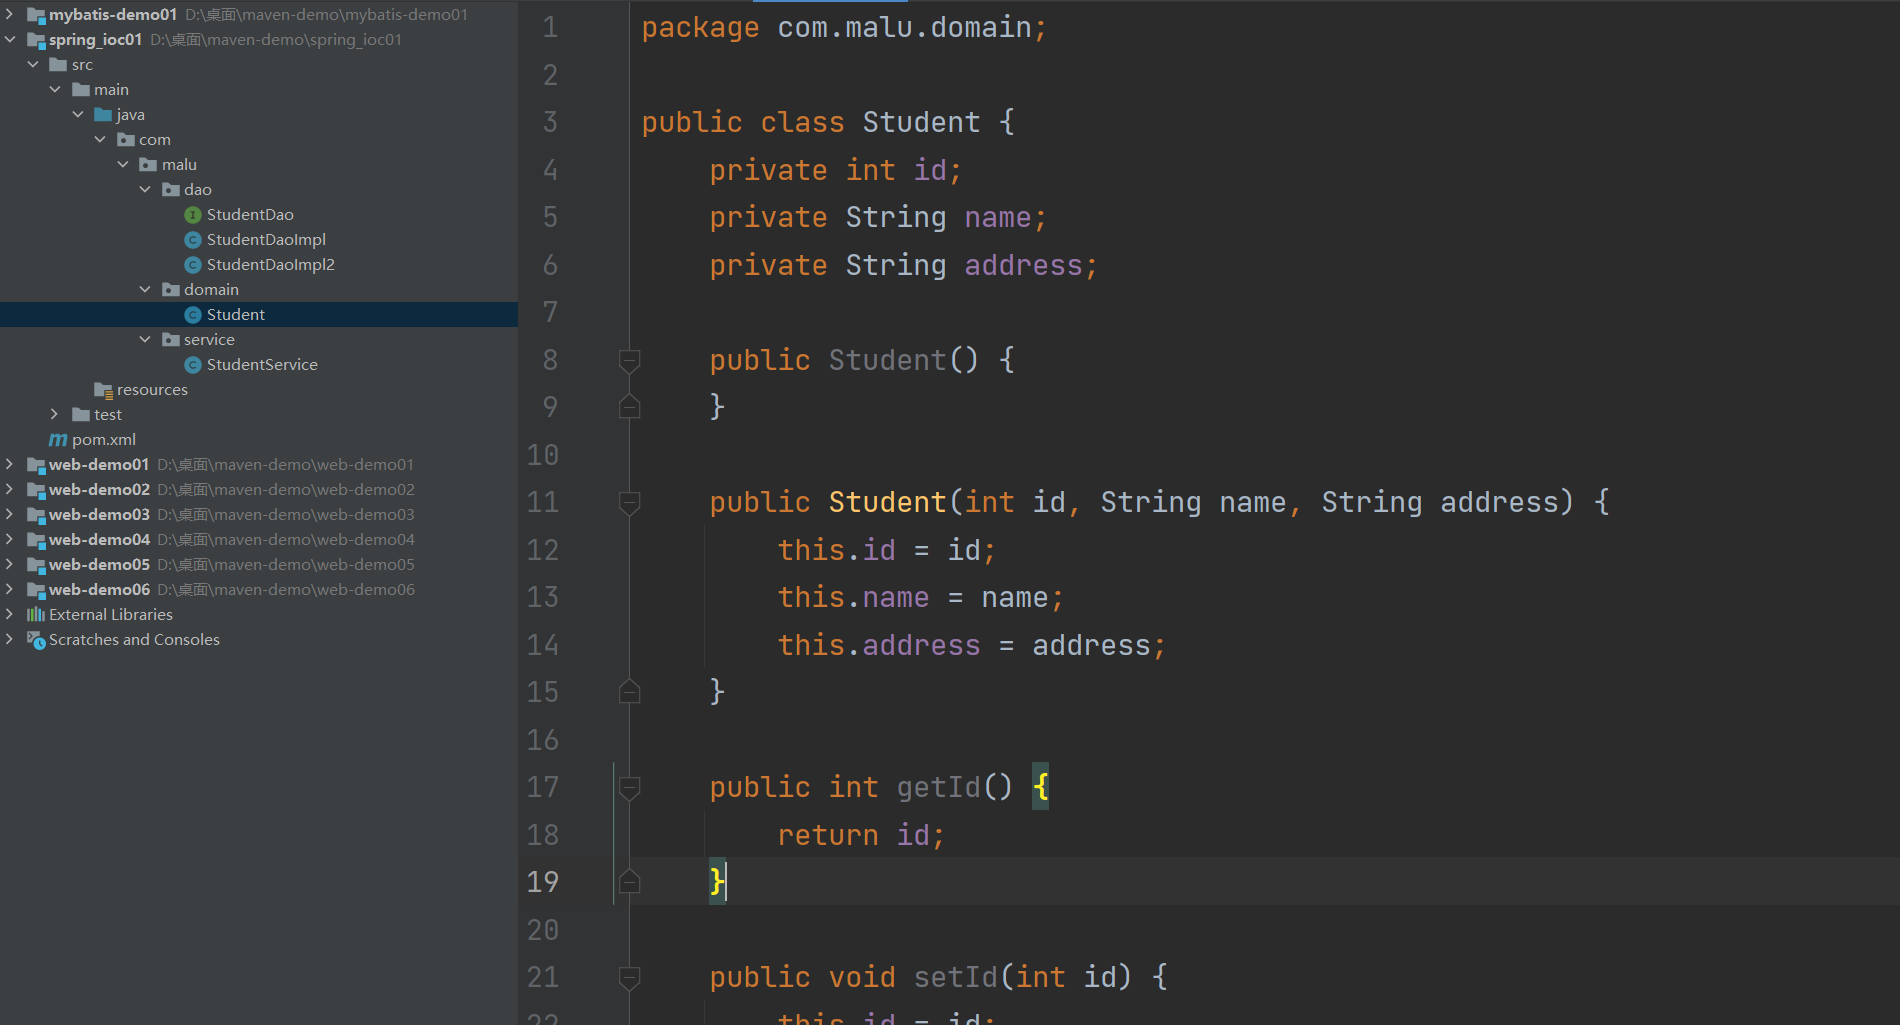 mybatis-demo01 D:\桌面\maven-demo\mybatis-demo01
spring_ioc01 D:\桌面\maven-demo\spring_ioc01
src
main
java
com
malu
dao
StudentDao
StudentDaoImpl
StudentDaoImpl2
domain
Student
service
StudentService
resources
test
pom.xml
web-demo01 D:\桌面\maven-demo\web-demo01
web-demo02 D:\桌面\maven-demo\web-demo02
web-demo03 D:\桌面\maven-demo\web-demo03
web-demo04 D:\桌面\maven-demo\web-demo04
web-demo05 D:\桌面\maven-demo\web-demo05
web-demo06 D:\桌面\maven-demo\web-demo06
External Libraries
Scratches and Consoles
1 package com.malu.domain;
2
3 public class Student {
4 private int id;
5 private String name;
6 private String address;
7
8 public Student() {
9 }
10
11 public Student(int id, String name, String address) {
12 this.id = id;
13 this.name = name;
14 this.address = address;
15 }
16
17 public int getId() {
18 return id;
19 }
20
21 public void setId(int id) {
22 this.id = id;